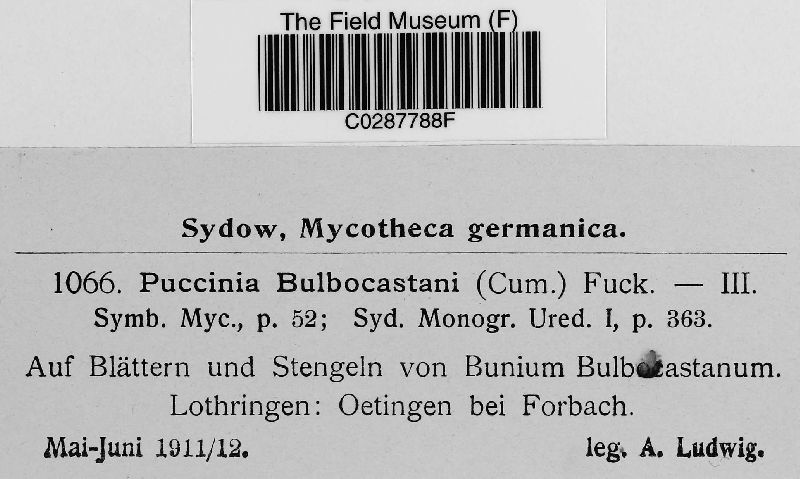 The Field Museum (F)
C0287788F
Sydow, Mycotheca germanica.
1066. Puccinia Bulbocastani (Cum.) Fuck. — III.
Symb. Myc., p. 52; Syd. Monogr. Ured. I, p. 363.
Auf Blättern und Stengeln von Bunium Bulbocastanum.
Lothringen: Oetingen bei Forbach.
Mai-Juni 1911/12. leg. A. Ludwig.